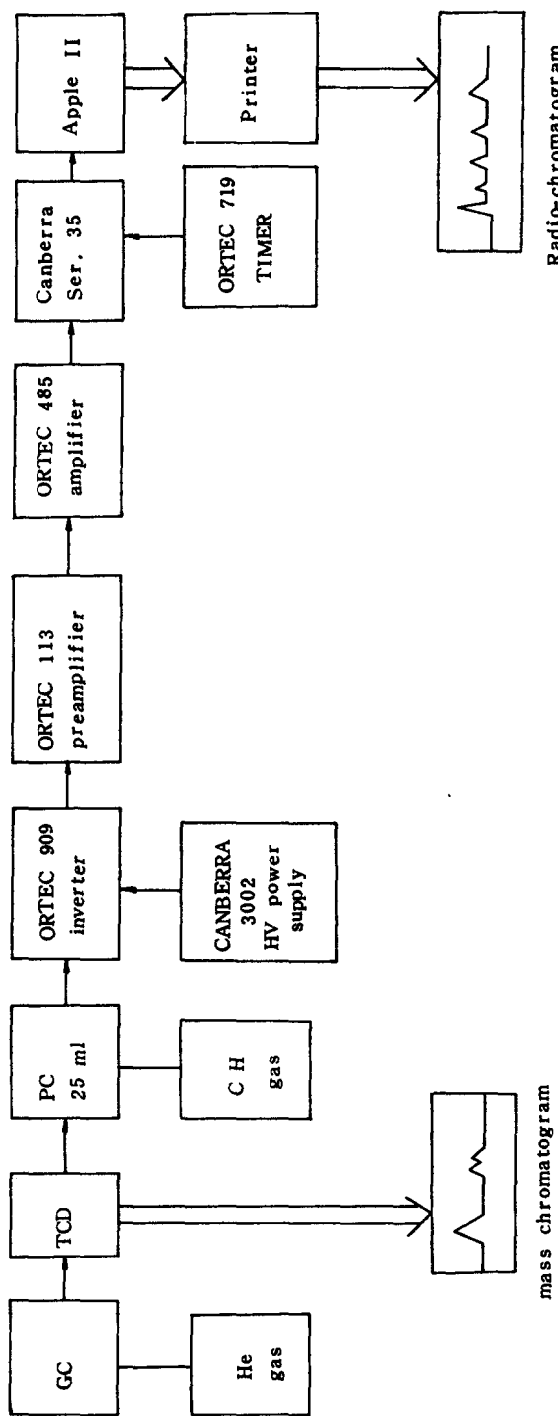 GC
He
gas
TCD
mass chromatogram
PC
25 ml
C H
gas
ORTEC 909
inverter
CANBERRA
3002
HV power
supply
ORTEC 113
preamplifier
ORTEC 485
amplifier
Canberra
Ser. 35
ORTEC 719
TIMER
Apple II
Printer
Radio-chromatogram